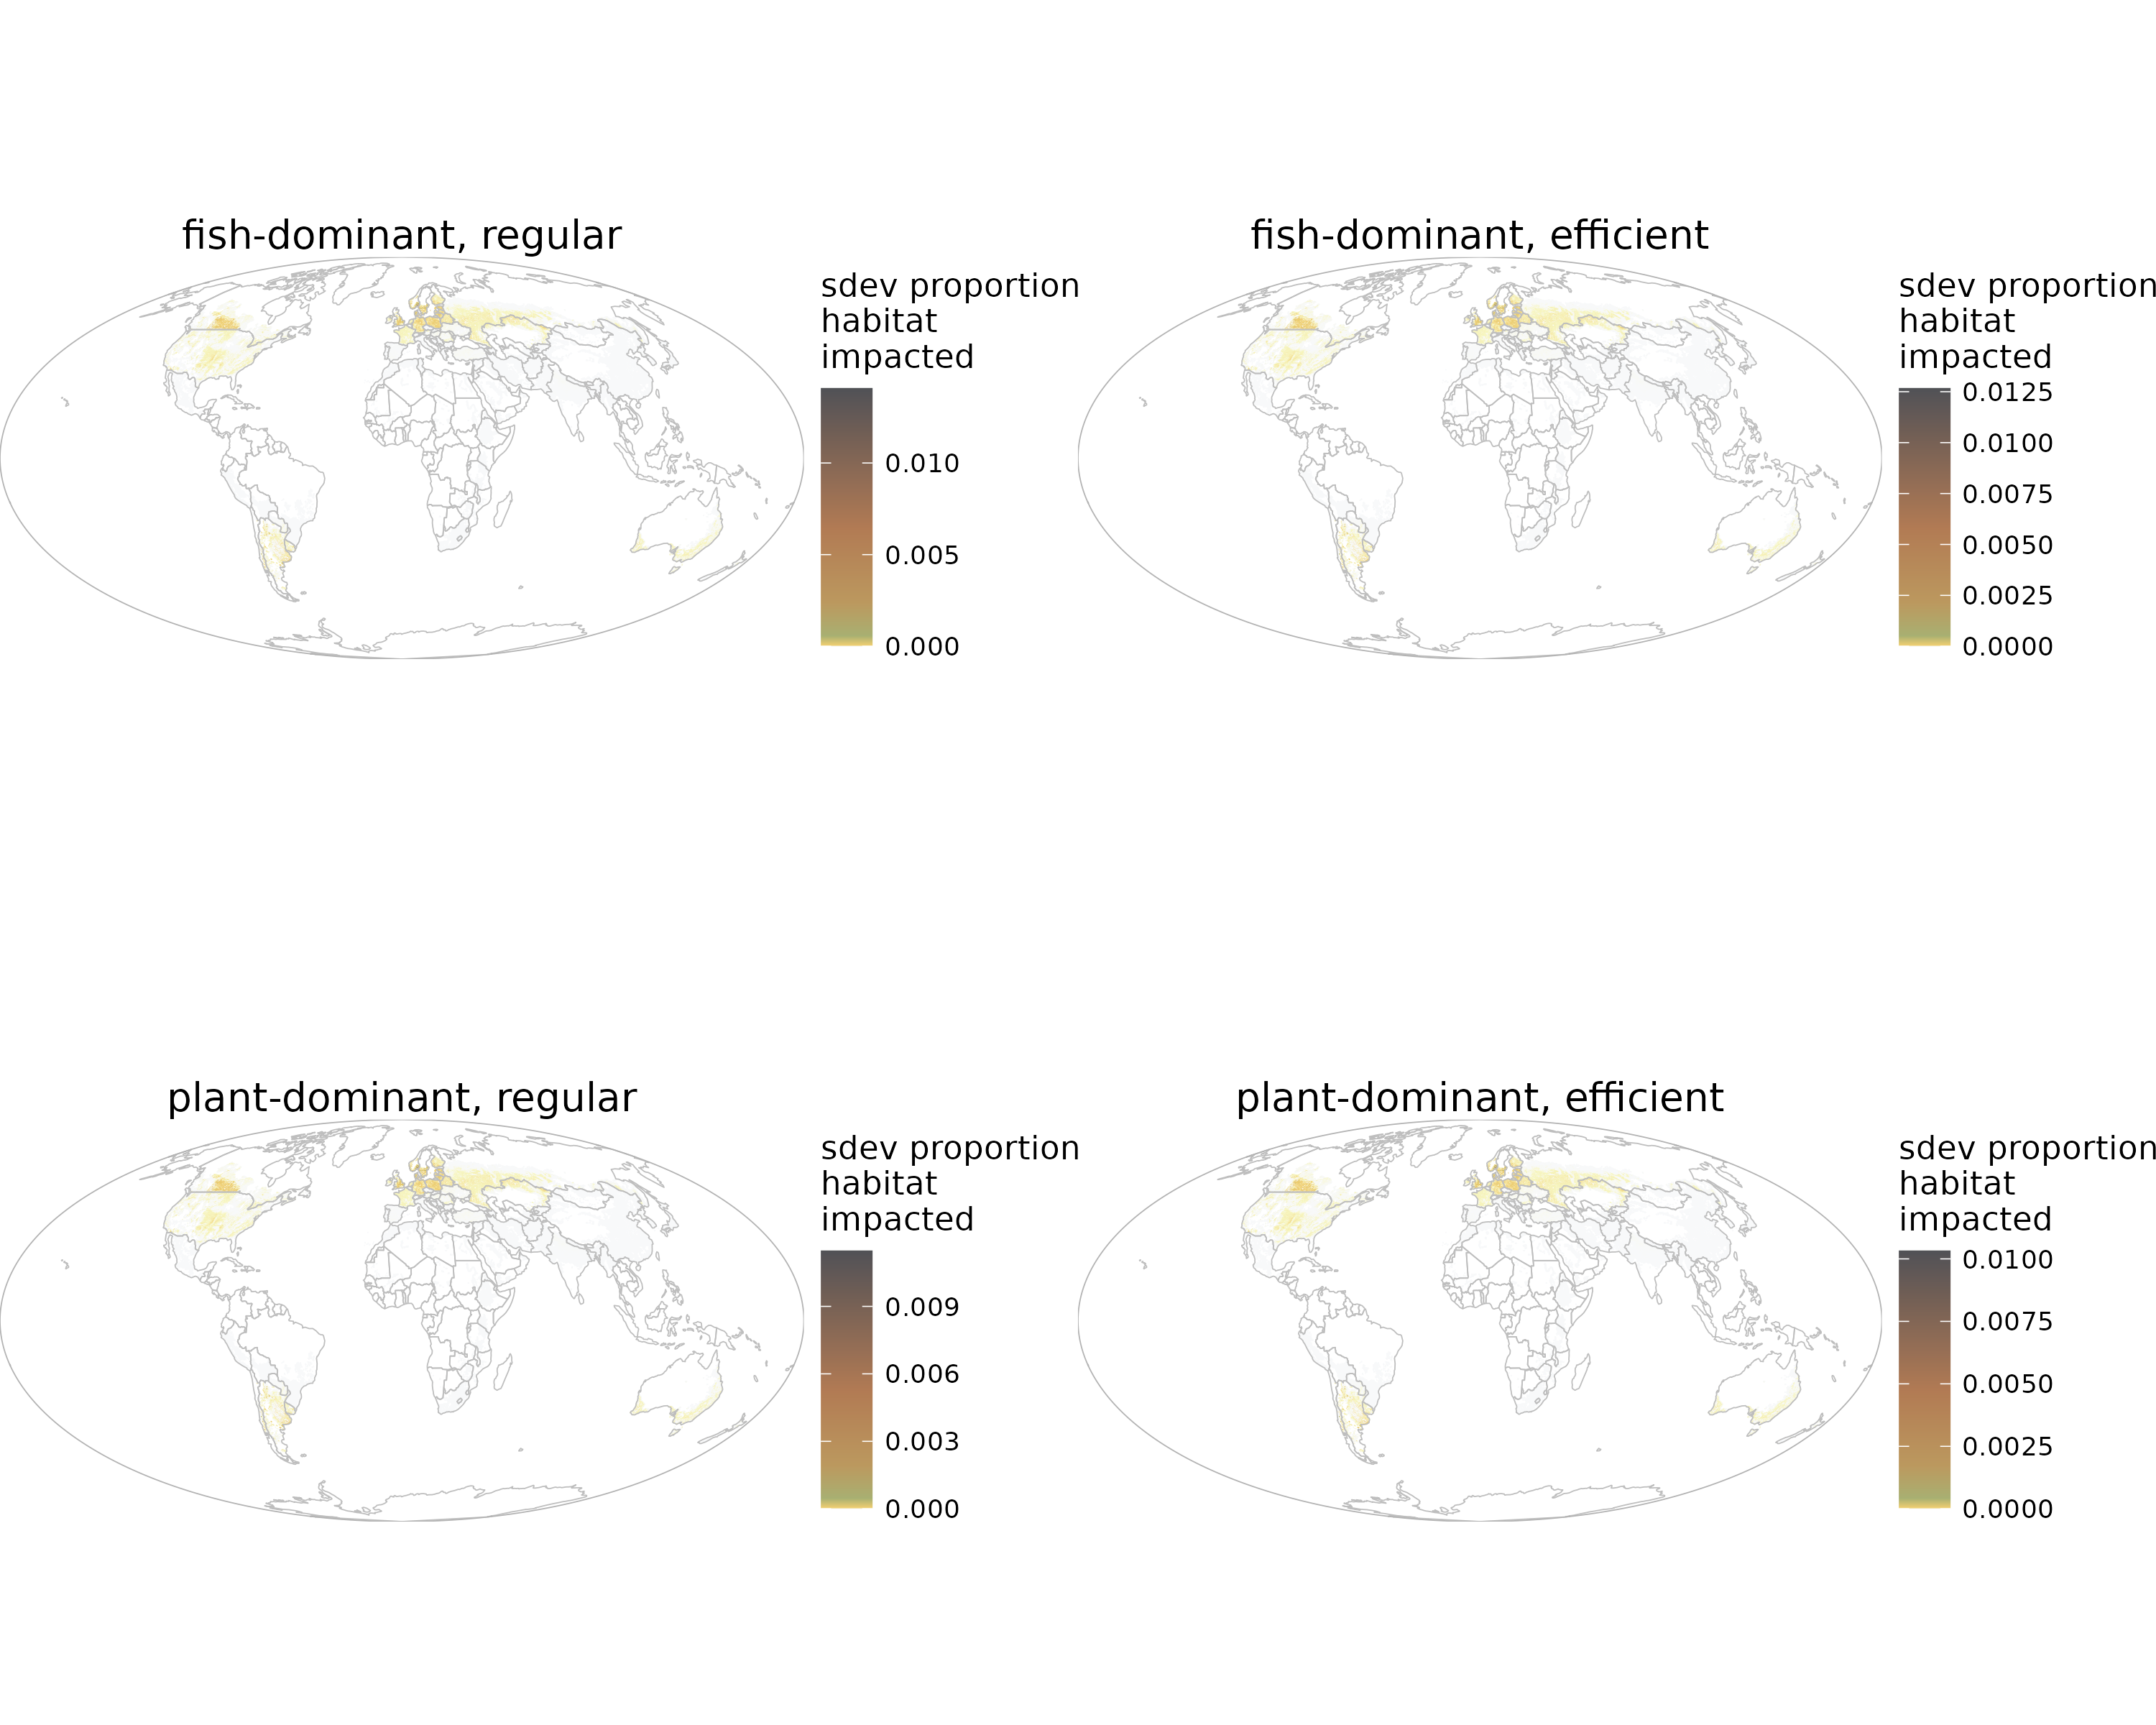 fish-dominant, regular
sdev proportion
habitat
impacted
0.010
0.005
0.000
fish-dominant, efficient
sdev proportion
habitat
impacted
0.0125
0.0100
0.0075
0.0050
0.0025
0.0000
plant-dominant, regular
sdev proportion
habitat
impacted
0.009
0.006
0.003
0.000
plant-dominant, efficient
sdev proportion
habitat
impacted
0.0100
0.0075
0.0050
0.0025
0.0000